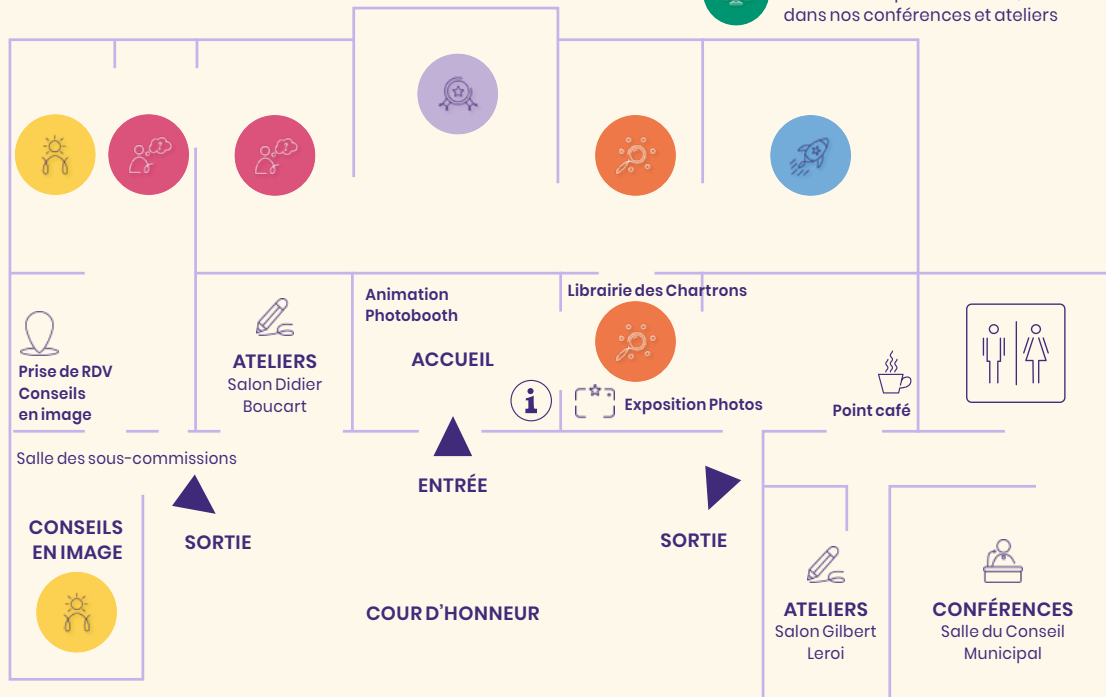 dans nos conférences et ateliers
Animation
Photobooth
Librairie des Chartrons
ACCUEIL
Prise de RDV
Conseils
en image
ATELIERS
Salon Didier
Boucart
i
Exposition Photos
Point café
Salle des sous-commissions
ENTRÉE
CONSEILS
EN IMAGE
SORTIE
SORTIE
COUR D'HONNEUR
ATELIERS
Salon Gilbert
Leroi
CONFÉRENCES
Salle du Conseil
Municipal